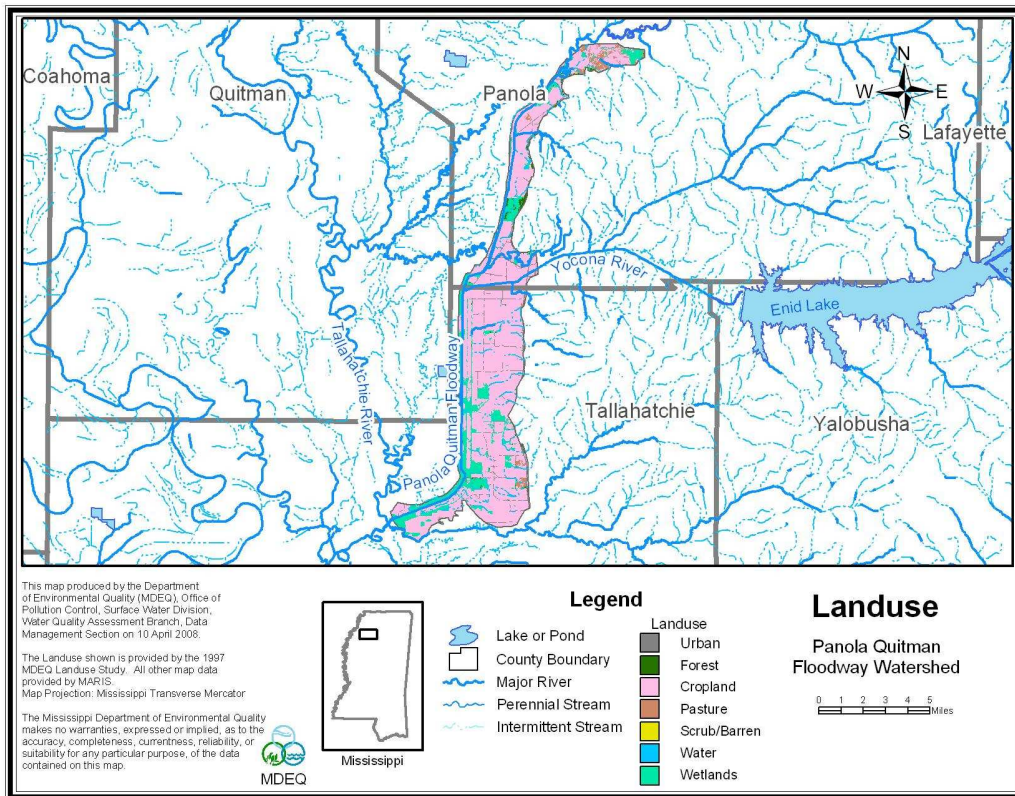 Coahoma
Quitman
Panola
N
W E
S
Lafayette
Yocona River
Enid Lake
Tallahatchie River
Panola Quitman Floodway
Tallahatchie
Yalobusha
This map produced by the Department
of Environmental Quality (MDEQ), Office of
Pollution Control, Surface Water Division,
Water Quality Assessment Branch, Data
Management Section on 10 April 2008.
The Landuse shown is provided by the 1997
MDEQ Landuse Study. All other map data
provided by MARIS.
Map Projection: Mississippi Transverse Mercator
The Mississippi Department of Environmental Quality
makes no warranties, expressed or implied, as to the
accuracy, completeness, currentness, reliability, or
suitability for any particular purpose, of the data
contained on this map.
MDEQ
Mississippi
Legend
Lake or Pond
County Boundary
Major River
Perennial Stream
Intermittent Stream
Landuse
Urban
Forest
Cropland
Pasture
Scrub/Barren
Water
Wetlands
Landuse
Panola Quitman
Floodway Watershed
0 1 2 3 4 5
Miles